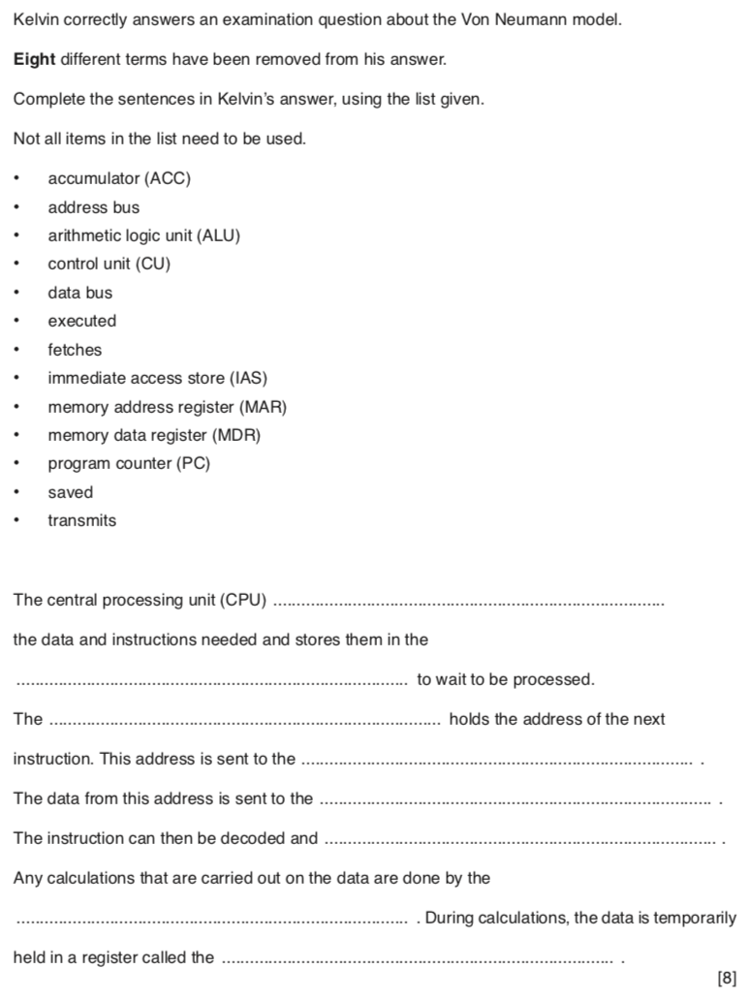 Kelvin correctly answers an examination question about the Von Neumann model.
Eight different terms have been removed from his answer.
Complete the sentences in Kelvin's answer, using the list given.
Not all items in the list need to be used.
• accumulator (ACC)
• address bus
• arithmetic logic unit (ALU)
• control unit (CU)
• data bus
• executed
• fetches
• immediate access store (IAS)
• memory address register (MAR)
• memory data register (MDR)
• program counter (PC)
• saved
• transmits
The central processing unit (CPU) ....................................................................................
the data and instructions needed and stores them in the
.................................................................................... to wait to be processed.
The .................................................................................... holds the address of the next
instruction. This address is sent to the .................................................................................... .
The data from this address is sent to the .................................................................................... .
The instruction can then be decoded and .................................................................................... .
Any calculations that are carried out on the data are done by the
.................................................................................... . During calculations, the data is temporarily
held in a register called the .................................................................................... .
[8]